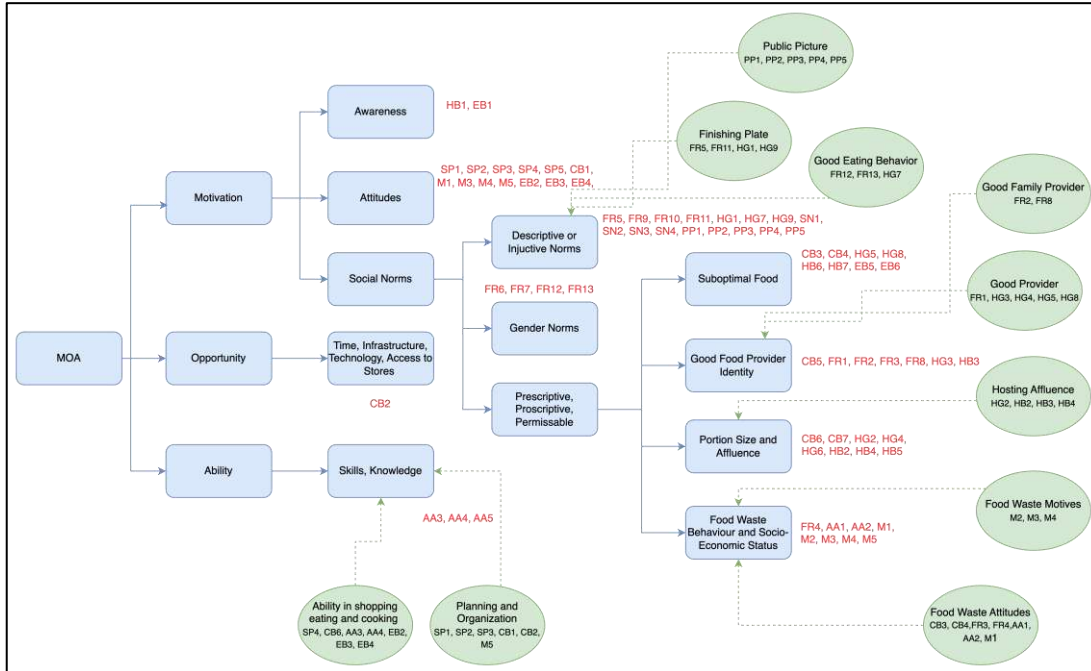 Public Picture
PP1, PP2, PP3, PP4, PP5
Awareness
HB1, EB1
Finishing Plate
FR5, FR11, HG1, HG9
Good Eating Behavior
FR12, FR13, HG7
Good Family Provider
FR2, FR8
Motivation
Attitudes
SP1, SP2, SP3, SP4, SP5, CB1,
M1, M3, M4, M5, EB2, EB3, EB4,
Descriptive or
Injuctive Norms
FR5, FR9, FR10, FR11, HG1, HG7, HG9, SN1,
SN2, SN3, SN4, PP1, PP2, PP3, PP4, PP5
Social Norms
Suboptimal Food
CB3, CB4, HG5, HG8,
HB6, HB7, EB5, EB6
Good Provider
FR1, HG3, HG4, HG5, HG8
FR6, FR7, FR12, FR13
Gender Norms
MOA
Opportunity
Time, Infrastructure,
Technology, Access to
Stores
CB2
Good Food Provider
Identity
CB5, FR1, FR2, FR3, FR8, HG3, HB3
Hosting Affluence
HG2, HB2, HB3, HB4
Prescriptive,
Proscriptive,
Permissable
Portion Size and
Affluence
CB6, CB7, HG2, HG4,
HG6, HB2, HB4, HB5
Ability
Skills, Knowledge
AA3, AA4, AA5
Food Waste Motives
M2, M3, M4
Food Waste
Behaviour and Socio-
Economic Status
FR4, AA1, AA2, M1,
M2, M3, M4, M5
Ability in shopping
eating and cooking
SP4, CB6, AA3, AA4, EB2,
EB3, EB4
Planning and
Organization
SP1, SP2, SP3, CB1, CB2,
M5
Food Waste Attitudes
CB3, CB4,FR3, FR4,AA1,
AA2, M1